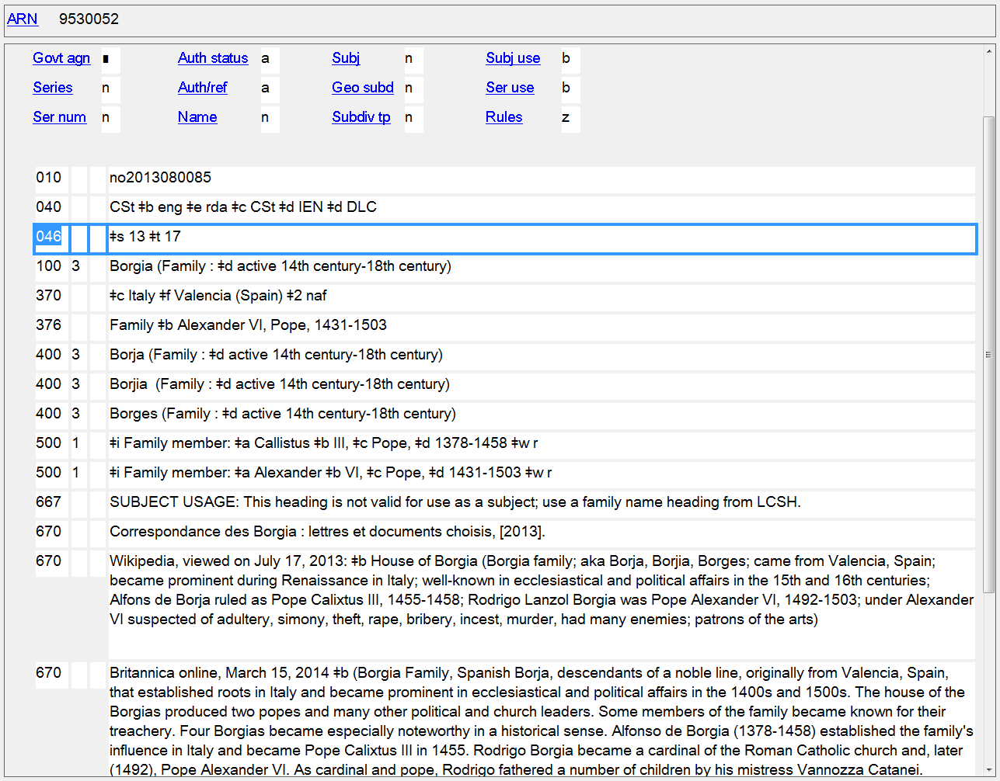 ARN 9530052
Govt agn ∎ Auth status a Subj n Subj use b
Series n Auth/ref a Geo subd n Ser use b
Ser num n Name n Subdiv tp n Rules z
010 no2013080085
040 CSt ǂb eng ǂe rda ǂc CSt ǂd IEN ǂd DLC
046 ǂs 13 ǂt 17
100 3 Borgia (Family : ǂd active 14th century-18th century)
370 ǂc Italy ǂf Valencia (Spain) ǂ2 naf
376 Family ǂb Alexander VI, Pope, 1431-1503
400 3 Borja (Family : ǂd active 14th century-18th century)
400 3 Borjia  (Family : ǂd active 14th century-18th century)
400 3 Borges (Family : ǂd active 14th century-18th century)
500 1 ǂi Family member: ǂa Callistus ǂb III, ǂc Pope, ǂd 1378-1458 ǂw r
500 1 ǂi Family member: ǂa Alexander ǂb VI, ǂc Pope, ǂd 1431-1503 ǂw r
667 SUBJECT USAGE: This heading is not valid for use as a subject; use a family name heading from LCSH.
670 Correspondance des Borgia : lettres et documents choisis, [2013].
670 Wikipedia, viewed on July 17, 2013: ǂb House of Borgia (Borgia family; aka Borja, Borjia, Borges; came from Valencia, Spain;
became prominent during Renaissance in Italy; well-known in ecclesiastical and political affairs in the 15th and 16th centuries;
Alfons de Borja ruled as Pope Calixtus III, 1455-1458; Rodrigo Lanzol Borgia was Pope Alexander VI, 1492-1503; under Alexander
VI suspected of adultery, simony, theft, rape, bribery, incest, murder, had many enemies; patrons of the arts)
670 Britannica online, March 15, 2014 ǂb (Borgia Family, Spanish Borja, descendants of a noble line, originally from Valencia, Spain,
that established roots in Italy and became prominent in ecclesiastical and political affairs in the 1400s and 1500s. The house of the
Borgias produced two popes and many other political and church leaders. Some members of the family became known for their
treachery. Four Borgias became especially noteworthy in a historical sense. Alfonso de Borgia (1378-1458) established the family's
influence in Italy and became Pope Calixtus III in 1455. Rodrigo Borgia became a cardinal of the Roman Catholic church and, later
(1492), Pope Alexander VI. As cardinal and pope, Rodrigo fathered a number of children by his mistress Vannozza Catanei.